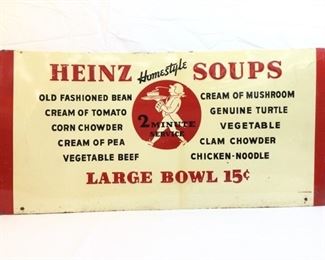 HEINZ Homestyle SOUPS
OLD FASHIONED BEAN
CREAM OF TOMATO
CORN CHOWDER
CREAM OF PEA
VEGETABLE BEEF
2 MINUTE
SERVICE
CREAM OF MUSHROOM
GENUINE TURTLE
VEGETABLE
CLAM CHOWDER
CHICKEN-NOODLE
LARGE BOWL 15¢